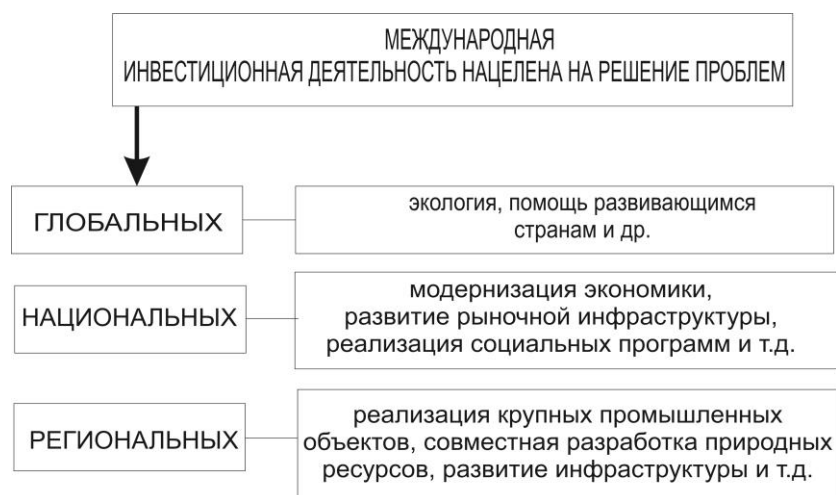 МЕЖДУНАРОДНАЯ
ИНВЕСТИЦИОННАЯ ДЕЯТЕЛЬНОСТЬ НАЦЕЛЕНА НА РЕШЕНИЕ ПРОБЛЕМ
ГЛОБАЛЬНЫХ
экология, помощь развивающимся
странам и др.
НАЦИОНАЛЬНЫХ
модернизация экономики,
развитие рыночной инфраструктуры,
реализация социальных программ и т.д.
РЕГИОНАЛЬНЫХ
реализация крупных промышленных
объектов, совместная разработка природных
ресурсов, развитие инфраструктуры и т.д.